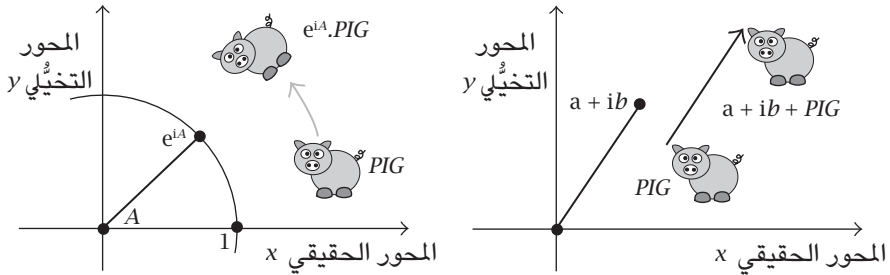 المحور
التخيُّلي y
e^{iA}.PIG
e^{iA}
PIG
A
1
المحور الحقيقي x
المحور
التخيُّلي y
a + ib
a + ib + PIG
PIG
المحور الحقيقي x